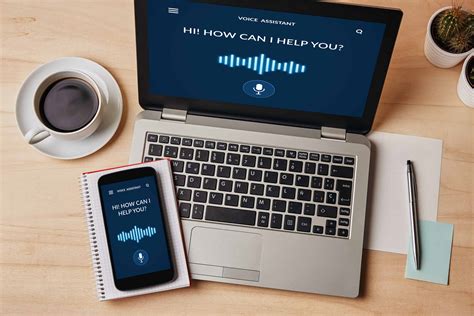 VOICE ASSISTANT
HI! HOW CAN I HELP YOU?
VOICE ASSISTANT
HI! HOW CAN I
HELP YOU?